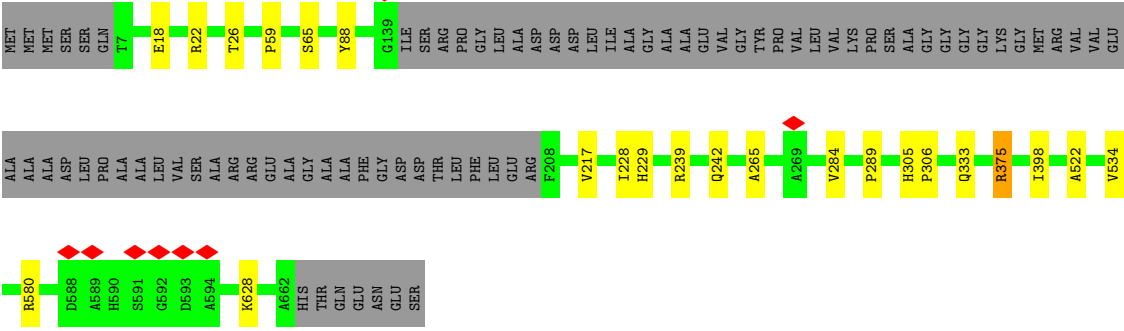 MET MET MET SER SER GLN T7 E18 R22 T26 P59 S65 Y88 G139 ILE SER ARG PRO GLY LEU ALA ASP ASP ASP LEU ILE ALA GLY ALA ALA GLU VAL GLY TYR PRO VAL LEU VAL LYS PRO SER ALA GLY GLY GLY GLY LYS GLY MET ARG VAL VAL GLU
ALA ALA ALA ASP LEU PRO ALA ALA LEU VAL SER ALA ARG ARG GLU ALA GLY ALA ALA PHE GLY ASP ASP THR LEU PHE LEU GLU ARG F208 V217 I228 H229 R239 Q242 A265 A269 V284 P289 H305 P306 Q333 R375 I398 A522 V534
R580 D588 A589 H590 S591 G592 D593 A594 K628 A662 HIS THR GLN GLU ASN GLU SER